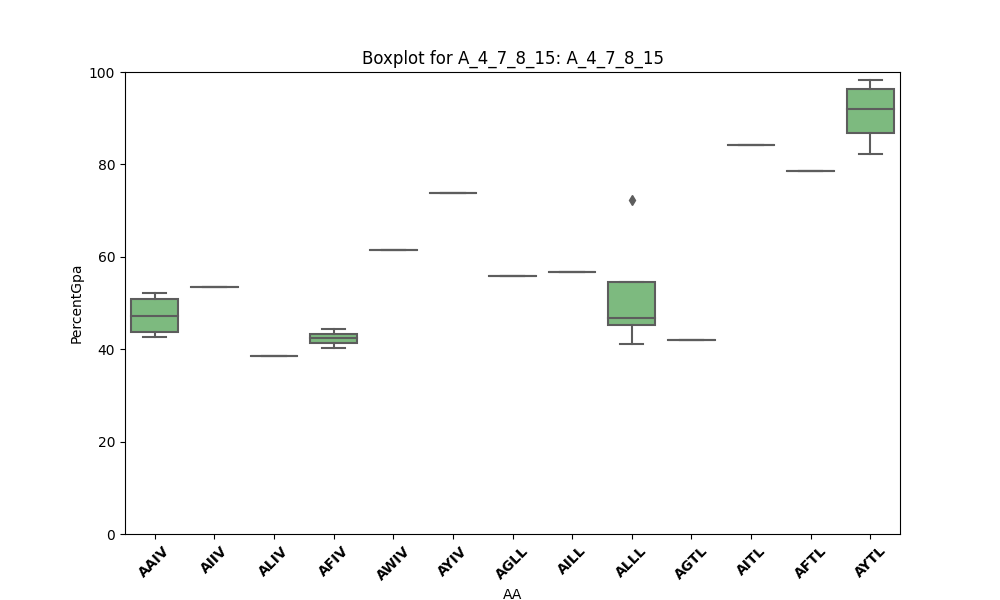 Boxplot for A_4_7_8_15: A_4_7_8_15
100
80
60
40
20
0
PercentGpa
AAIV
AIIV
ALIV
AFIV
AWIV
AYIV
AGLL
AILL
ALLL
AGTL
AITL
AFTL
AYTL
AA